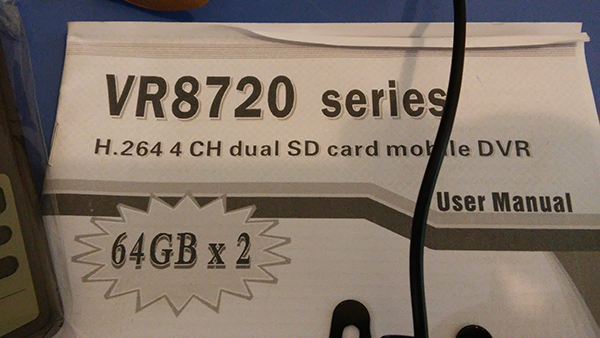 VR8720 series
H.264 4 CH dual SD card mobile DVR
User Manual
64GB x 2